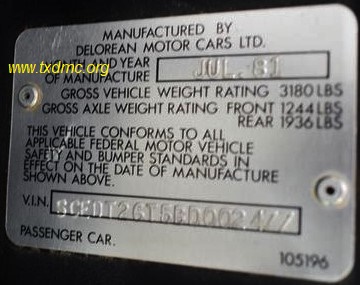 MANUFACTURED BY
DELOREAN MOTOR CARS LTD.
www.txdmc.org
AND YEAR
OF MANUFACTURE JUL. 81
GROSS VEHICLE WEIGHT RATING 3180 LBS
GROSS AXLE WEIGHT RATING FRONT 1244 LBS
REAR 1936 LBS
THIS VEHICLE CONFORMS TO ALL
APPLICABLE FEDERAL MOTOR VEHICLE
SAFETY AND BUMPER STANDARDS IN
EFFECT ON THE DATE OF MANUFACTURE
SHOWN ABOVE.
V.I.N.
PASSENGER CAR.
105196